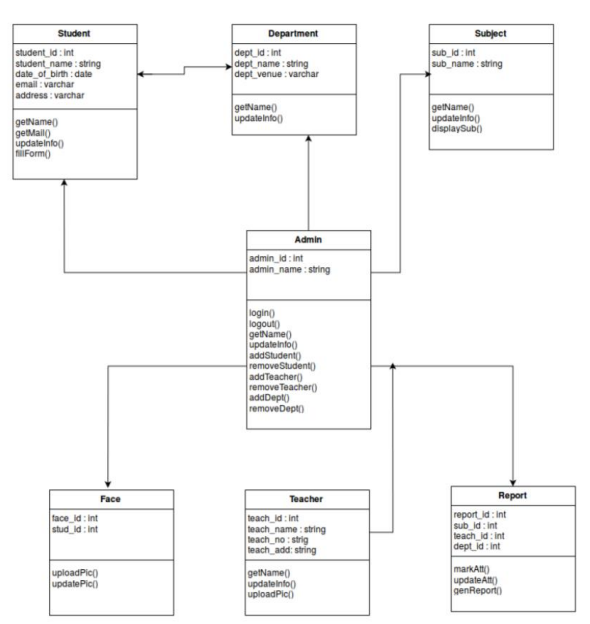 Student
student_id : int
student_name : string
date_of_birth : date
email : varchar
address : varchar
getName()
getMail()
updateInfo()
fillForm()
Department
dept_id : int
dept_name : string
dept_venue : varchar
getName()
updateInfo()
Subject
sub_id : int
sub_name : string
getName()
updateInfo()
displaySub()
Admin
admin_id : int
admin_name : string
login()
logout()
getName()
updateInfo()
addStudent()
removeStudent()
addTeacher()
removeTeacher()
addDept()
removeDept()
Face
face_id : int
stud_id : int
uploadPic()
updatePic()
Teacher
teach_id : int
teach_name : string
teach_no : strig
teach_add: string
getName()
updateInfo()
uploadPic()
Report
report_id : int
sub_id : int
teach_id : int
dept_id : int
markAtt()
updateAtt()
genReport()